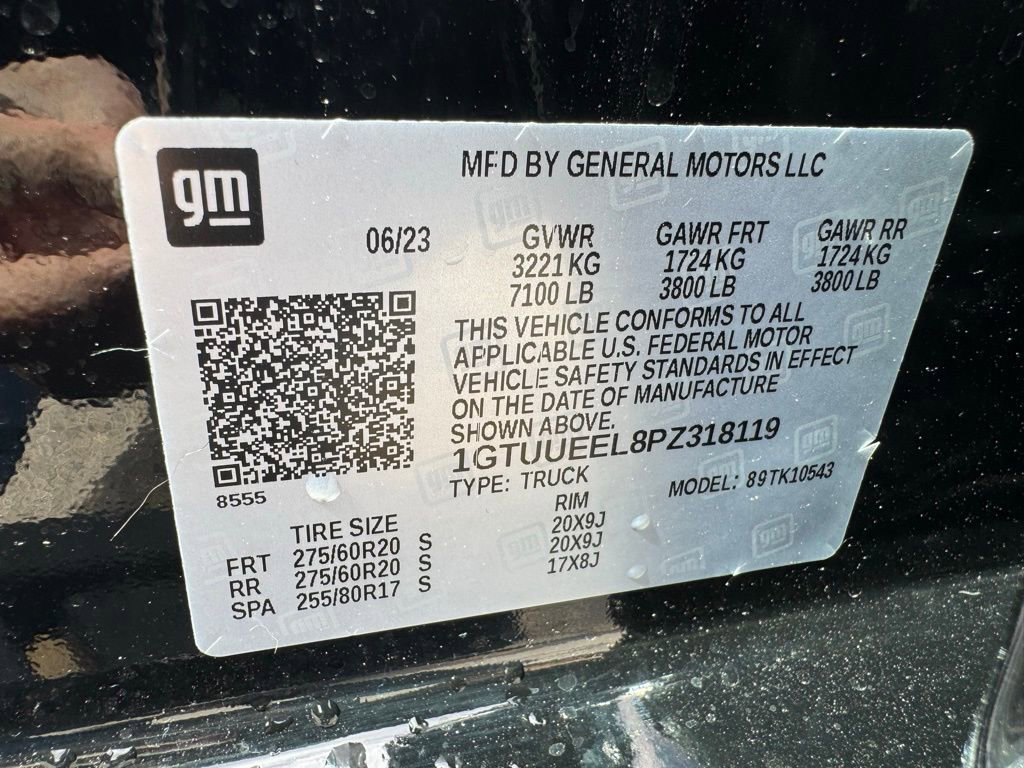 gm
MFD BY GENERAL MOTORS LLC
06/23
GVWR GAWR FRT GAWR RR
3221 KG 1724 KG 1724 KG
7100 LB 3800 LB 3800 LB
THIS VEHICLE CONFORMS TO ALL
APPLICABLE U.S. FEDERAL MOTOR
VEHICLE SAFETY STANDARDS IN EFFECT
ON THE DATE OF MANUFACTURE
SHOWN ABOVE.
1GTUUEEL8PZ318119
TYPE: TRUCK MODEL: 89TK10543
8555
TIRE SIZE RIM
FRT 275/60R20 S 20X9J
RR 275/60R20 S 20X9J
SPA 255/80R17 S 17X8J